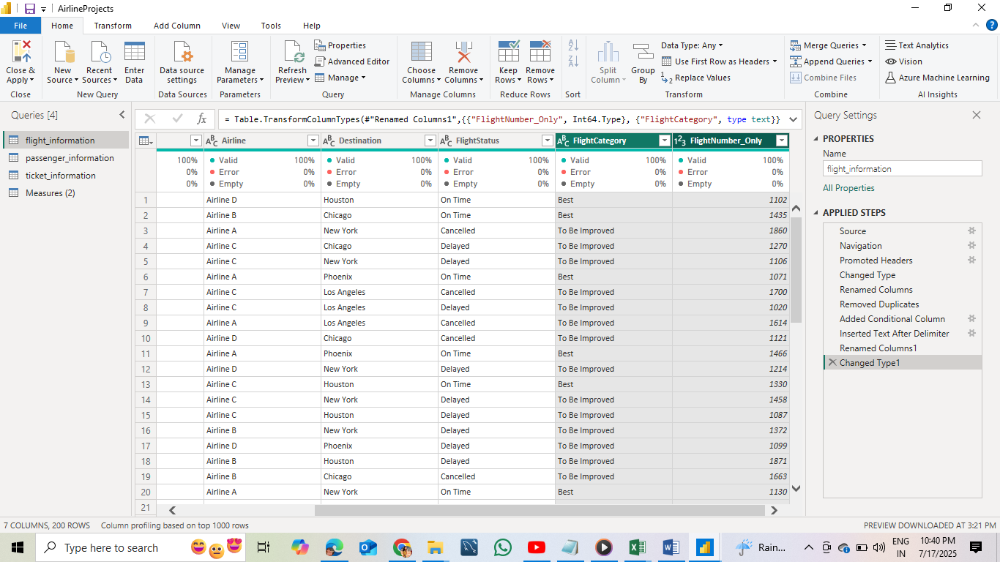 AirlineProjects
File Home Transform Add Column View Tools Help
Close & Apply
Close
New Source
Recent Sources
Enter Data
New Query
Data source settings
Data Sources
Manage Parameters
Parameters
Refresh Preview
Properties
Advanced Editor
Manage
Query
Choose Columns
Remove Columns
Manage Columns
Keep Rows
Remove Rows
Reduce Rows
Sort
Split Column
Group By
Data Type: Any
Use First Row as Headers
Replace Values
Transform
Merge Queries
Append Queries
Combine Files
Combine
Text Analytics
Vision
Azure Machine Learning
AI Insights
Queries [4]
flight_information
passenger_information
ticket_information
Measures (2)
= Table.TransformColumnTypes(#"Renamed Columns1",{{"FlightNumber_Only", Int64.Type}, {"FlightCategory", type text}}
Airline Destination FlightStatus FlightCategory FlightNumber_Only
100% Valid 100% Valid 100% Valid 100% Valid 100% Valid 100%
0% Error 0% Error 0% Error 0% Error 0% Error 0%
0% Empty 0% Empty 0% Empty 0% Empty 0% Empty 0%
1 Airline D Houston On Time Best 1102
2 Airline B Chicago On Time Best 1435
3 Airline A New York Cancelled To Be Improved 1860
4 Airline C Chicago Delayed To Be Improved 1270
5 Airline C New York Delayed To Be Improved 1106
6 Airline A Phoenix On Time Best 1071
7 Airline C Los Angeles Cancelled To Be Improved 1700
8 Airline C Los Angeles Delayed To Be Improved 1020
9 Airline A Los Angeles Cancelled To Be Improved 1614
10 Airline D Chicago Cancelled To Be Improved 1121
11 Airline A Phoenix On Time Best 1466
12 Airline D New York Delayed To Be Improved 1214
13 Airline C Houston On Time Best 1330
14 Airline C New York Delayed To Be Improved 1458
15 Airline C Houston Delayed To Be Improved 1087
16 Airline B New York Delayed To Be Improved 1372
17 Airline D Phoenix Delayed To Be Improved 1099
18 Airline B Houston Delayed To Be Improved 1871
19 Airline B Chicago Cancelled To Be Improved 1663
20 Airline A New York On Time Best 1130
21
Query Settings
PROPERTIES
Name
flight_information
All Properties
APPLIED STEPS
Source
Navigation
Promoted Headers
Changed Type
Renamed Columns
Removed Duplicates
Added Conditional Column
Inserted Text After Delimiter
Renamed Columns1
Changed Type1
7 COLUMNS, 200 ROWS Column profiling based on top 1000 rows PREVIEW DOWNLOADED AT 3:21 PM
Type here to search
Rain...
ENG
IN
10:40 PM
7/17/2025